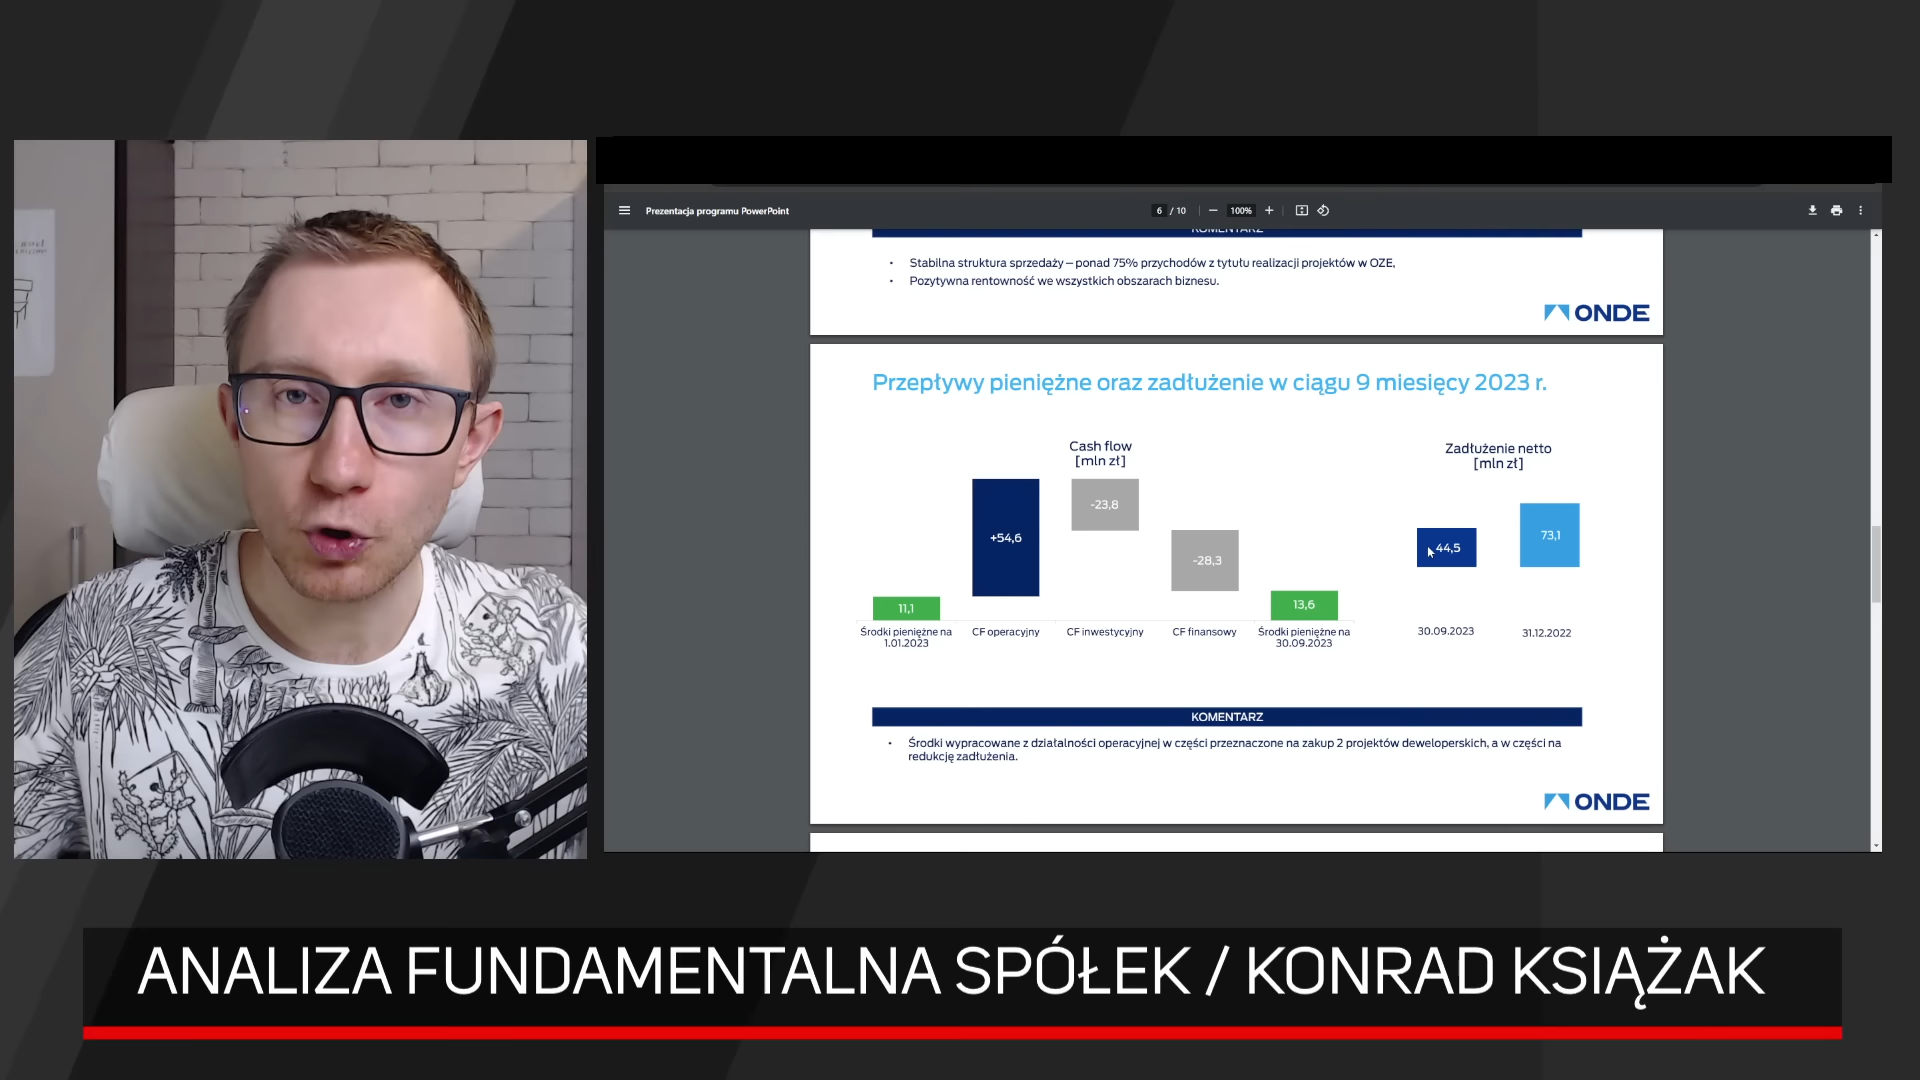 Prezentacja programu PowerPoint
6 / 10
100%
KOMENTARZ
• Stabilna struktura sprzedaży – ponad 75% przychodów z tytułu realizacji projektów w OZE,
• Pozytywna rentowność we wszystkich obszarach biznesu.
ONDE
Przepływy pieniężne oraz zadłużenie w ciągu 9 miesięcy 2023 r.
Cash flow
[mln zł]
11,1
+54,6
-23,8
-28,3
13,6
Środki pieniężne na
1.01.2023
CF operacyjny
CF inwestycyjny
CF finansowy
Środki pieniężne na
30.09.2023
Zadłużenie netto
[mln zł]
44,5
73,1
30.09.2023
31.12.2022
KOMENTARZ
• Środki wypracowane z działalności operacyjnej w części przeznaczone na zakup 2 projektów deweloperskich, a w części na
redukcję zadłużenia.
ONDE
ANALIZA FUNDAMENTALNA SPÓŁEK / KONRAD KSIĄŻAK